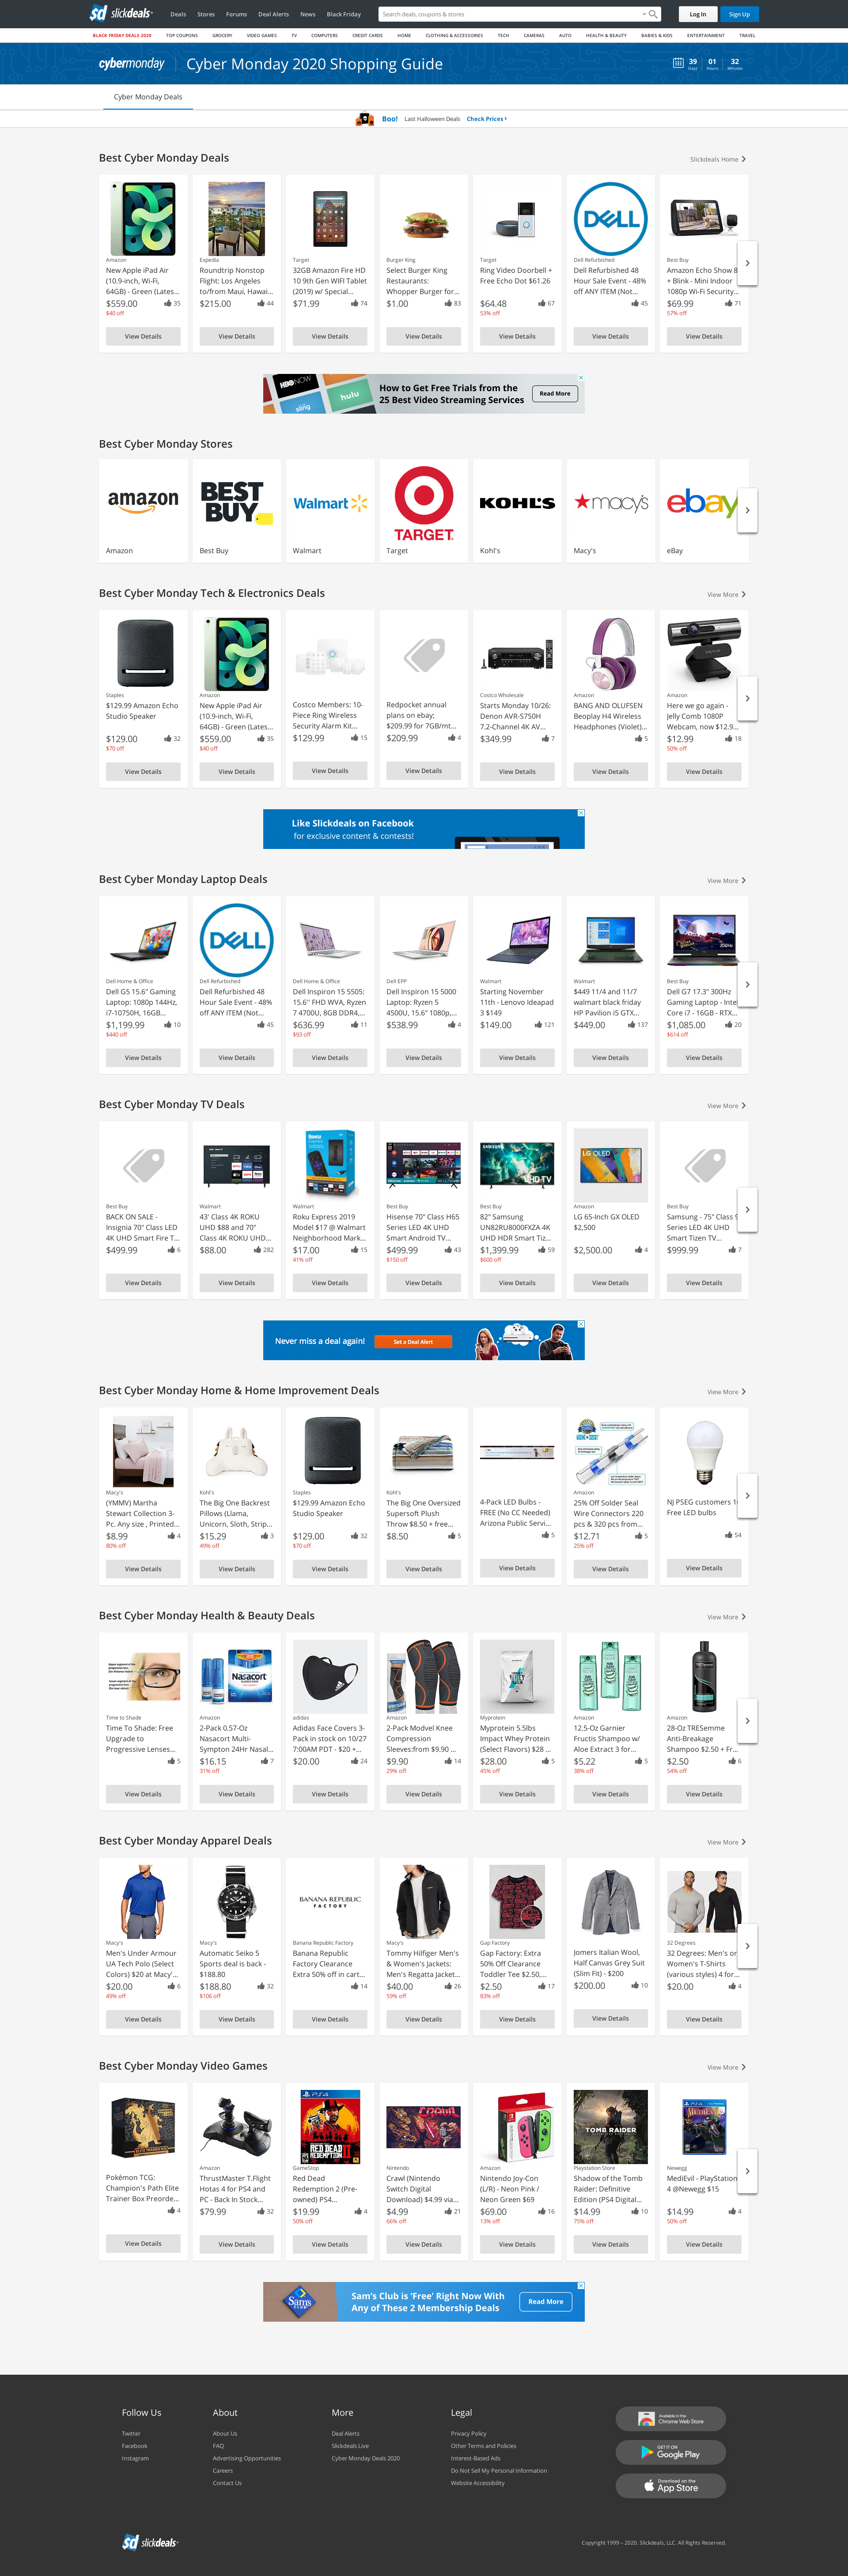 sd slickdeals
Deals
Stores
Forums
Deal Alerts
News
Black Friday
Search deals, coupons & stores
Log In
Sign Up
BLACK FRIDAY DEALS 2020
TOP COUPONS
GROCERY
VIDEO GAMES
TV
COMPUTERS
CREDIT CARDS
HOME
CLOTHING & ACCESSORIES
TECH
CAMERAS
AUTO
HEALTH & BEAUTY
BABIES & KIDS
ENTERTAINMENT
TRAVEL
cybermonday
Cyber Monday 2020 Shopping Guide
39 Days
01 Hours
32 Minutes
Cyber Monday Deals
Boo! Last Halloween Deals Check Prices
Best Cyber Monday Deals
Slickdeals Home
Amazon
New Apple iPad Air
(10.9-inch, Wi-Fi,
64GB) - Green (Lates...
$559.00 35
$40 off
View Details
Expedia
Roundtrip Nonstop
Flight: Los Angeles
to/from Maui, Hawai...
$215.00 44
View Details
Target
32GB Amazon Fire HD
10 9th Gen WIFI Tablet
(2019) w/ Special...
$71.99 74
View Details
Burger King
Select Burger King
Restaurants:
Whopper Burger for...
$1.00 83
View Details
Target
Ring Video Doorbell +
Free Echo Dot $61.26
$64.48 67
53% off
View Details
DELL
Dell Refurbished
Dell Refurbished 48
Hour Sale Event - 48%
off ANY ITEM (Not...
45
View Details
Best Buy
Amazon Echo Show 8
+ Blink - Mini Indoor
1080p Wi-Fi Security...
$69.99 71
57% off
View Details
HBO NOW
hulu
sling
How to Get Free Trials from the
25 Best Video Streaming Services
Read More
Best Cyber Monday Stores
amazon
Amazon
BEST
BUY
Best Buy
Walmart
Walmart
TARGET
Target
KOHL'S
Kohl's
macy's
Macy's
ebay
eBay
Best Cyber Monday Tech & Electronics Deals
View More
Staples
$129.99 Amazon Echo
Studio Speaker
$129.00 32
$70 off
View Details
Amazon
New Apple iPad Air
(10.9-inch, Wi-Fi,
64GB) - Green (Lates...
$559.00 35
$40 off
View Details
Costco Members: 10-
Piece Ring Wireless
Security Alarm Kit...
$129.99 15
View Details
Redpocket annual
plans on ebay;
$209.99 for 7GB/mt...
$209.99 4
View Details
Costco Wholesale
Starts Monday 10/26:
Denon AVR-S750H
7.2-Channel 4K AV...
$349.99 7
View Details
Amazon
BANG AND OLUFSEN
Beoplay H4 Wireless
Headphones (Violet)...
5
View Details
Amazon
Here we go again -
Jelly Comb 1080P
Webcam, now $12.9...
$12.99 18
50% off
View Details
Like Slickdeals on Facebook
for exclusive content & contests!
Best Cyber Monday Laptop Deals
View More
Dell Home & Office
Dell G5 15.6" Gaming
Laptop: 1080p 144Hz,
i7-10750H, 16GB...
$1,199.99 10
$440 off
View Details
DELL
Dell Refurbished
Dell Refurbished 48
Hour Sale Event - 48%
off ANY ITEM (Not...
45
View Details
Dell Home & Office
Dell Inspiron 15 5505:
15.6'' FHD WVA, Ryzen
7 4700U, 8GB DDR4,...
$636.99 11
$93 off
View Details
Dell EPP
Dell Inspiron 15 5000
Laptop: Ryzen 5
4500U, 15.6" 1080p,...
$538.99 4
View Details
Walmart
Starting November
11th - Lenovo Ideapad
3 $149
$149.00 121
View Details
Walmart
$449 11/4 and 11/7
walmart black friday
HP Pavilion i5 GTX...
$449.00 137
View Details
Best Buy
Dell G7 17.3" 300Hz
Gaming Laptop - Inte
Core i7 - 16GB - RTX...
$1,085.00 20
$614 off
View Details
Best Cyber Monday TV Deals
View More
Best Buy
BACK ON SALE -
Insignia 70" Class LED
4K UHD Smart Fire T...
$499.99 6
View Details
Walmart
43' Class 4K ROKU
UHD $88 and 70"
Class 4K ROKU UHD...
$88.00 282
View Details
Roku Express
Walmart
Roku Express 2019
Model $17 @ Walmart
Neighborhood Mark...
$17.00 15
41% off
View Details
Best Buy
Hisense 70" Class H65
Series LED 4K UHD
Smart Android TV...
$499.99 43
$150 off
View Details
SAMSUNG
UHD TV
Best Buy
82" Samsung
UN82RU8000FXZA 4K
UHD HDR Smart Tiz...
$1,399.99 59
$600 off
View Details
LG OLED
Amazon
LG 65-Inch GX OLED
$2,500
$2,500.00 4
View Details
Best Buy
Samsung - 75" Class 9
Series LED 4K UHD
Smart Tizen TV...
$999.99 7
View Details
Never miss a deal again!
Set a Deal Alert
Best Cyber Monday Home & Home Improvement Deals
View More
Macy's
(YMMV) Martha
Stewart Collection 3-
Pc. Any size , Printed...
$8.99 4
80% off
View Details
Kohl's
The Big One Backrest
Pillows (Llama,
Unicorn, Sloth, Strip...
$15.29 3
49% off
View Details
Staples
$129.99 Amazon Echo
Studio Speaker
$129.00 32
$70 off
View Details
Kohl's
The Big One Oversized
Supersoft Plush
Throw $8.50 + free...
$8.50 5
View Details
4-Pack LED Bulbs -
FREE (No CC Needed)
Arizona Public Servi...
5
View Details
Amazon
25% Off Solder Seal
Wire Connectors 220
pcs & 320 pcs from...
$12.71 5
25% off
View Details
NJ PSEG customers 1
Free LED bulbs
54
View Details
Best Cyber Monday Health & Beauty Deals
View More
Time to Shade
Time To Shade: Free
Upgrade to
Progressive Lenses...
5
View Details
Nasacort
Amazon
2-Pack 0.57-Oz
Nasacort Multi-
Sympton 24Hr Nasal...
$16.15 7
31% off
View Details
adidas
adidas
Adidas Face Covers 3-
Pack in stock on 10/27
7:00AM PDT - $20 +...
$20.00 24
View Details
Amazon
2-Pack Modvel Knee
Compression
Sleeves:from $9.90 ...
$9.90 14
29% off
View Details
Myprotein
Myprotein 5.5lbs
Impact Whey Protein
(Select Flavors) $28 ...
$28.00 5
45% off
View Details
Amazon
12.5-Oz Garnier
Fructis Shampoo w/
Aloe Extract 3 for...
$5.22 5
38% off
View Details
Amazon
28-Oz TRESemme
Anti-Breakage
Shampoo $2.50 + Fr...
$2.50 6
54% off
View Details
Best Cyber Monday Apparel Deals
View More
Macy's
Men's Under Armour
UA Tech Polo (Select
Colors) $20 at Macy'...
$20.00 6
49% off
View Details
Macy's
Automatic Seiko 5
Sports deal is back -
$188.80
$188.80 32
$106 off
View Details
BANANA REPUBLIC
FACTORY
Banana Republic Factory
Banana Republic
Factory Clearance
Extra 50% off in cart...
14
View Details
Macy's
Tommy Hilfiger Men's
& Women's Jackets:
Men's Regatta Jacket...
$40.00 26
59% off
View Details
Gap Factory
Gap Factory: Extra
50% Off Clearance
Toddler Tee $2.50,...
$2.50 17
83% off
View Details
Jomers Italian Wool,
Half Canvas Grey Suit
(Slim Fit) - $200
$200.00 10
View Details
32 Degrees
32 Degrees: Men's or
Women's T-Shirts
(various styles) 4 for...
$20.00 4
View Details
Best Cyber Monday Video Games
View More
Pokémon TCG:
Champion's Path Elite
Trainer Box Preorde...
4
View Details
Amazon
ThrustMaster T.Flight
Hotas 4 for PS4 and
PC - Back In Stock...
$79.99 32
View Details
PS4
RED DEAD
REDEMPTION II
GameStop
Red Dead
Redemption 2 (Pre-
owned) PS4...
$19.99 4
50% off
View Details
CRAWL
Nintendo
Crawl (Nintendo
Switch Digital
Download) $4.99 via...
$4.99 21
66% off
View Details
Amazon
Nintendo Joy-Con
(L/R) - Neon Pink /
Neon Green $69
$69.00 16
13% off
View Details
TOMB RAIDER
Playstation Store
Shadow of the Tomb
Raider: Definitive
Edition (PS4 Digital...
$14.99 10
75% off
View Details
PS4
MEDIEVIL
Newegg
MediEvil - PlayStation
4 @Newegg $15
$14.99 4
50% off
View Details
Sam's
Sam's Club is 'Free' Right Now With
Any of These 2 Membership Deals
Read More
Follow Us
Twitter
Facebook
Instagram
About
About Us
FAQ
Advertising Opportunities
Careers
Contact Us
More
Deal Alerts
Slickdeals Live
Cyber Monday Deals 2020
Legal
Privacy Policy
Other Terms and Policies
Interest-Based Ads
Do Not Sell My Personal Information
Website Accessibility
Available in the
Chrome Web Store
GET IT ON
Google Play
Download on the
App Store
sd slickdeals
Copyright 1999 – 2020. Slickdeals, LLC. All Rights Reserved.